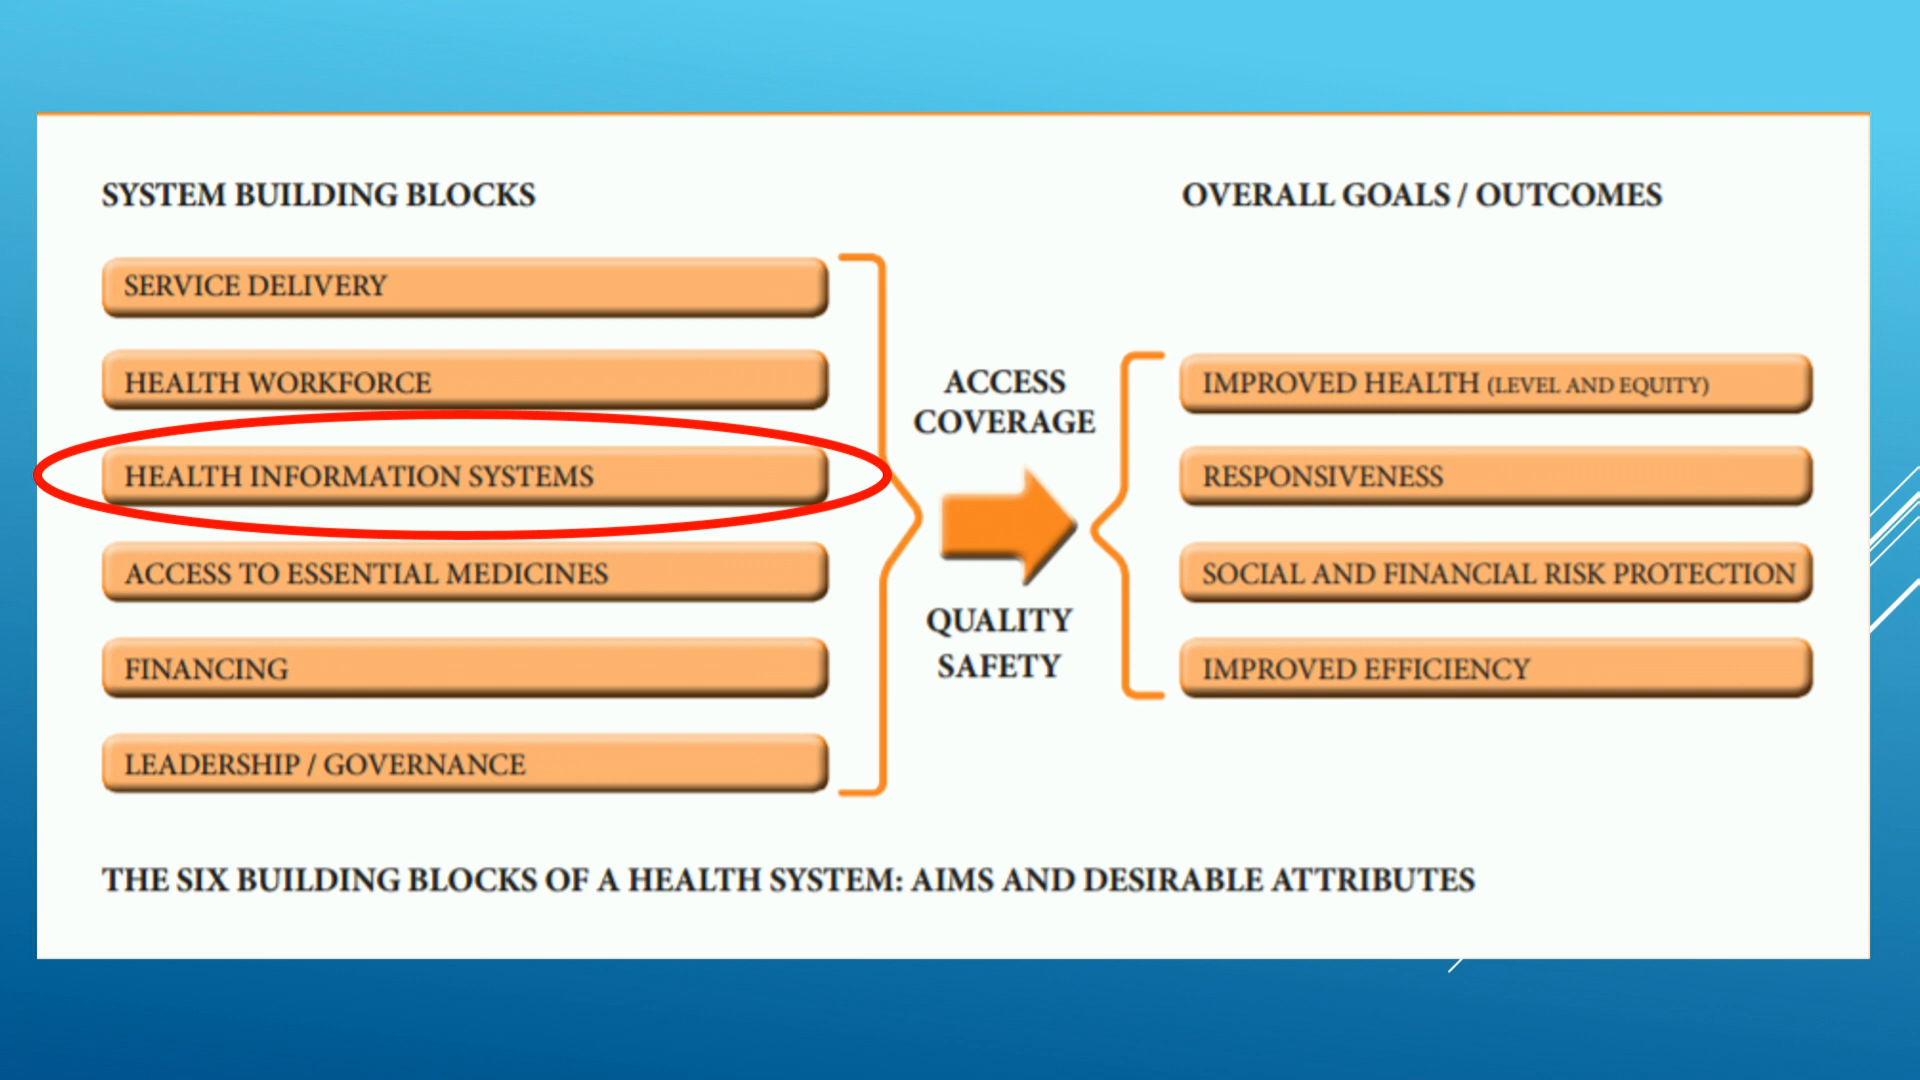 SYSTEM BUILDING BLOCKS
SERVICE DELIVERY
HEALTH WORKFORCE
HEALTH INFORMATION SYSTEMS
ACCESS TO ESSENTIAL MEDICINES
FINANCING
LEADERSHIP / GOVERNANCE
ACCESS
COVERAGE
QUALITY
SAFETY
OVERALL GOALS / OUTCOMES
IMPROVED HEALTH (LEVEL AND EQUITY)
RESPONSIVENESS
SOCIAL AND FINANCIAL RISK PROTECTION
IMPROVED EFFICIENCY
THE SIX BUILDING BLOCKS OF A HEALTH SYSTEM: AIMS AND DESIRABLE ATTRIBUTES